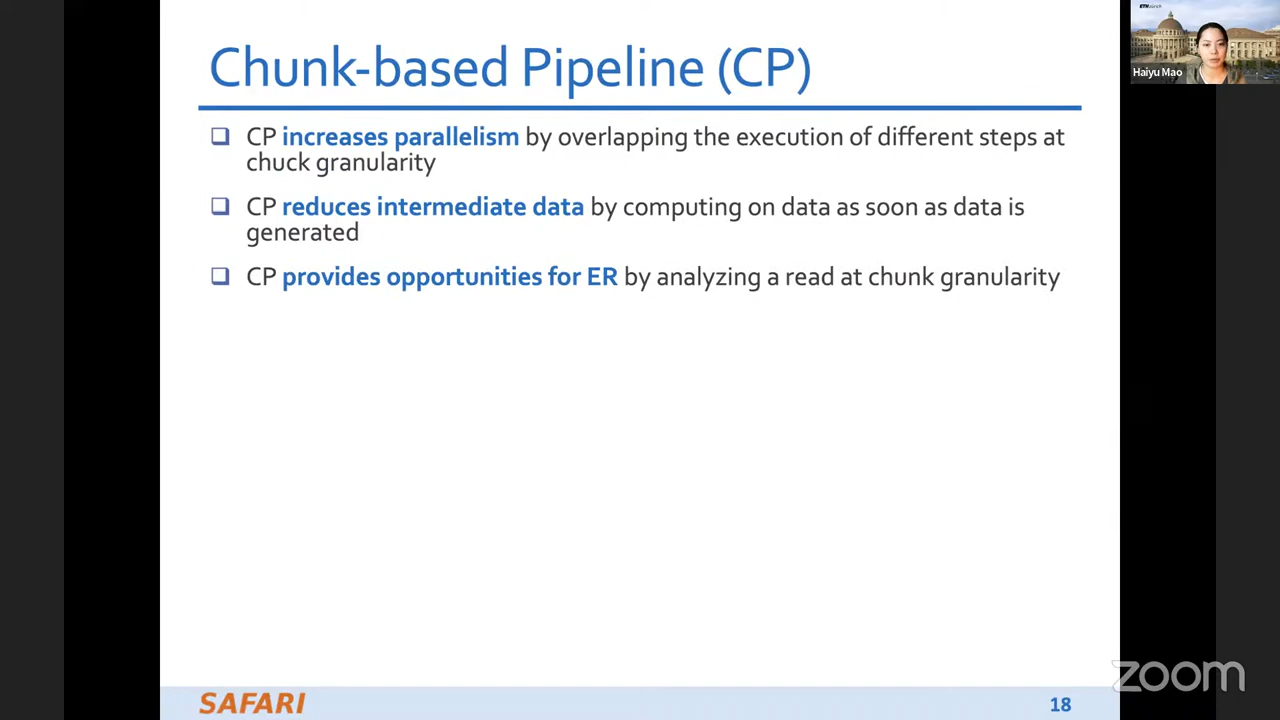 Chunk-based Pipeline (CP)
CP increases parallelism by overlapping the execution of different steps at
chuck granularity
CP reduces intermediate data by computing on data as soon as data is
generated
CP provides opportunities for ER by analyzing a read at chunk granularity
SAFARI
18
ETH zürich
Haiyu Mao
zoom